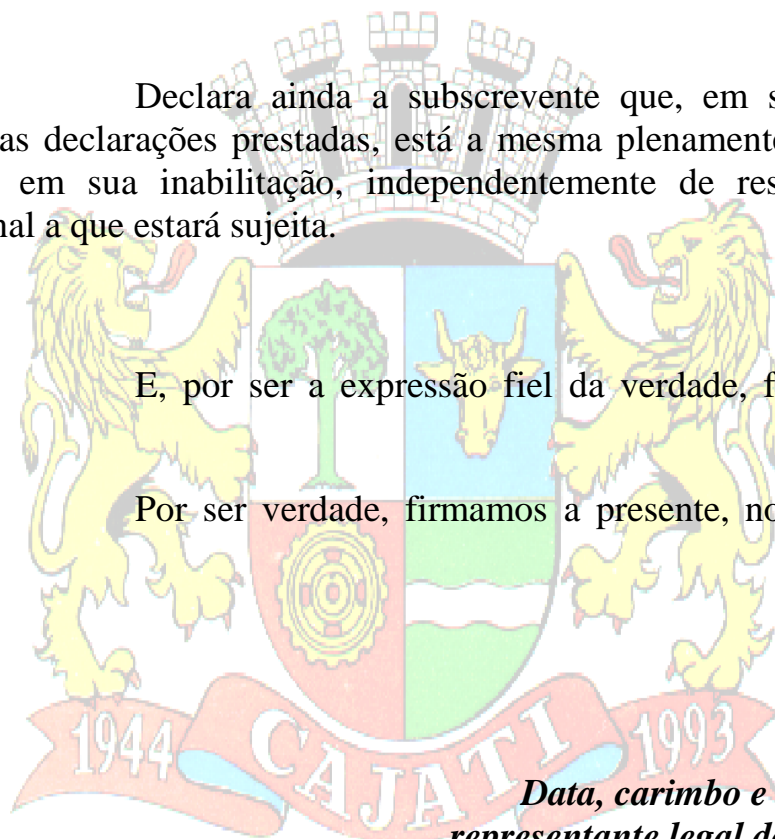 Declara ainda a subscrevente que, em s
as declarações prestadas, está a mesma plenamente
em sua inabilitação, independentemente de res
nal a que estará sujeita.
E, por ser a expressão fiel da verdade, f
Por ser verdade, firmamos a presente, no
1944 CAJATI 1993
Data, carimbo e
representante legal d